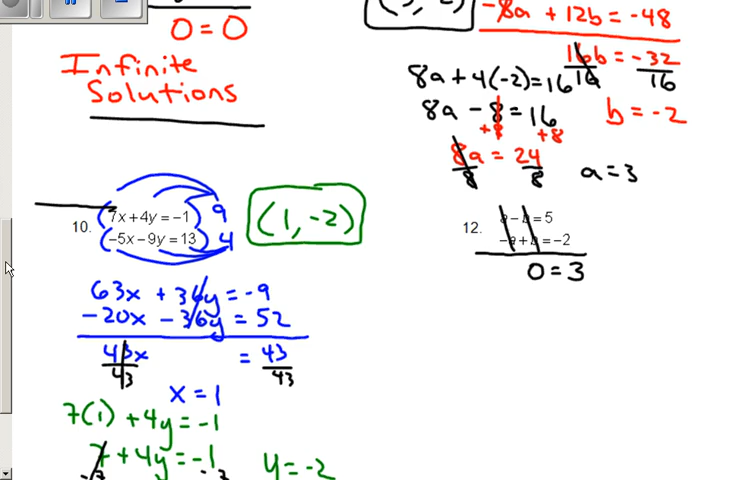 0 = 0
Infinite
Solutions
10. (7x + 4y = -1) 9
(-5x - 9y = 13) 4
(1, -2)
63x + 36y = -9
-20x - 36y = 52
43x = 43
43 43
x = 1
7(1) + 4y = -1
7 + 4y = -1
-7 -7
y = -2
-8a + 12b = -48
16b = -32
16 16
b = -2
8a + 4(-2) = 16
8a - 8 = 16
+8 +8
8a = 24
8 8
a = 3
12. a - b = 5
-a + b = -2
0 = 3